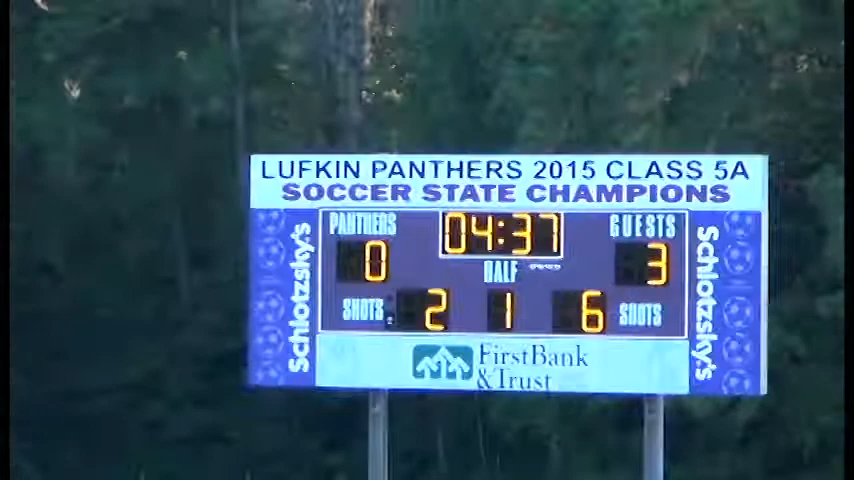 LUFKIN PANTHERS 2015 CLASS 5A
SOCCER STATE CHAMPIONS
PANTHERS 04:37 GUESTS
0 HALF 3
SHOTS 2 1 6 SHOTS
Schlotzsky's
Schlotzsky's
FirstBank
&Trust